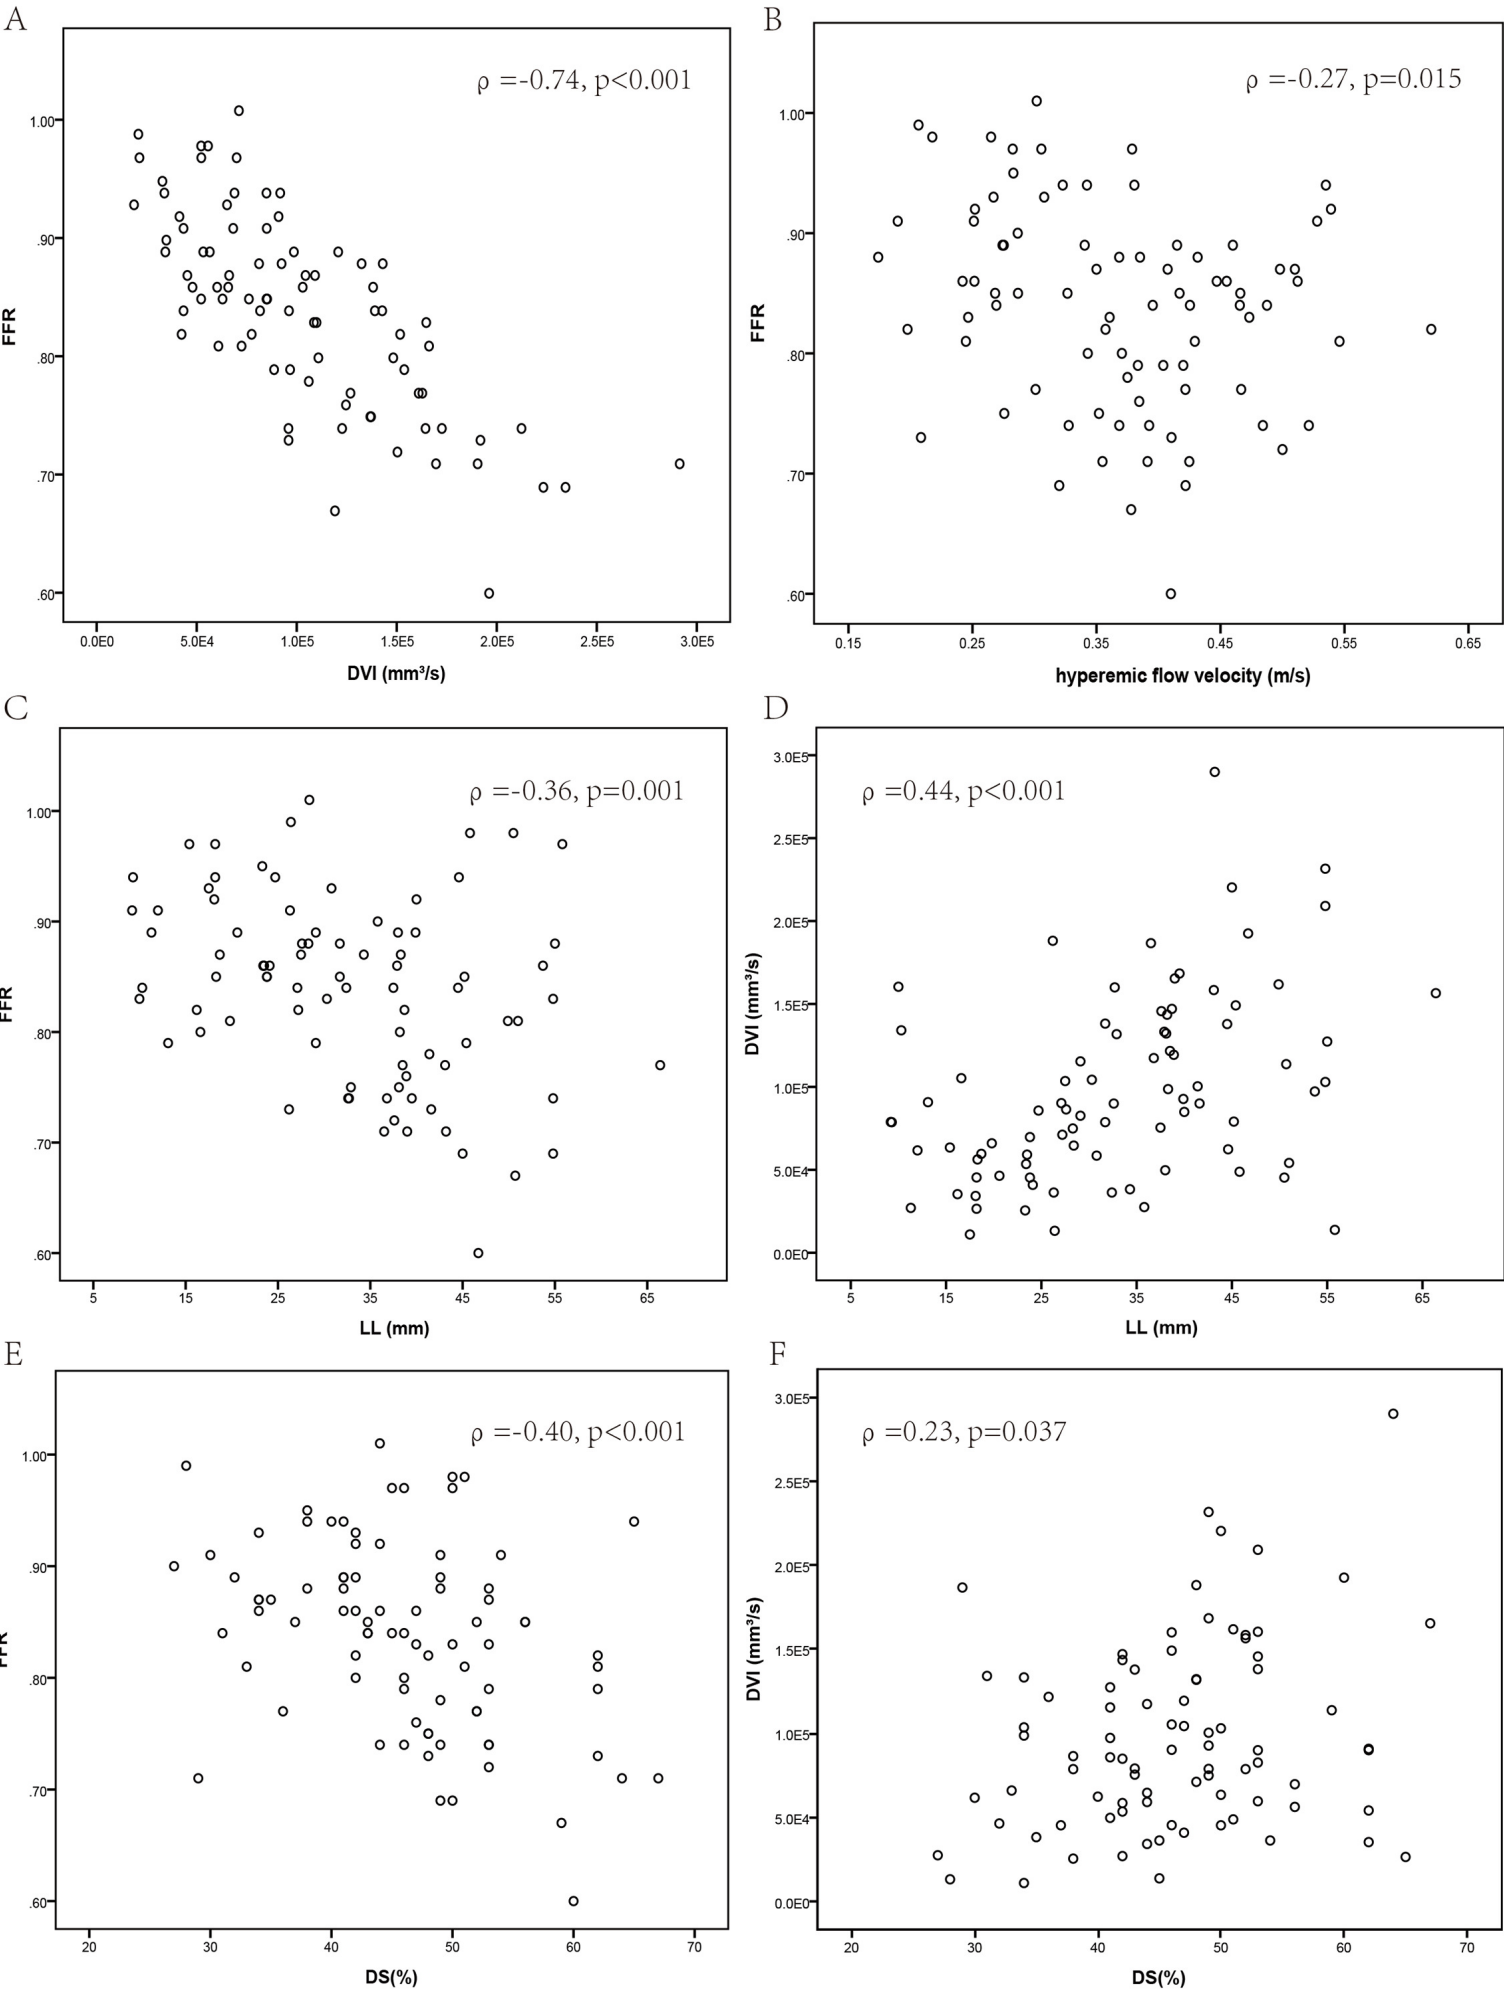 A
ρ =-0.74, p<0.001
1.00
.90
.80
.70
.60
FFR
0.0E0 5.0E4 1.0E5 1.5E5 2.0E5 2.5E5 3.0E5
DVI (mm³/s)
B
ρ =-0.27, p=0.015
1.00
.90
.80
.70
.60
FFR
0.15 0.25 0.35 0.45 0.55 0.65
hyperemic flow velocity (m/s)
C
ρ =-0.36, p=0.001
1.00
.90
.80
.70
.60
FFR
5 15 25 35 45 55 65
LL (mm)
D
ρ =0.44, p<0.001
3.0E5
2.5E5
2.0E5
1.5E5
1.0E5
5.0E4
0.0E0
DVI (mm³/s)
5 15 25 35 45 55 65
LL (mm)
E
ρ =-0.40, p<0.001
1.00
.90
.80
.70
.60
FFR
20 30 40 50 60 70
DS(%)
F
ρ =0.23, p=0.037
3.0E5
2.5E5
2.0E5
1.5E5
1.0E5
5.0E4
0.0E0
DVI (mm³/s)
20 30 40 50 60 70
DS(%)